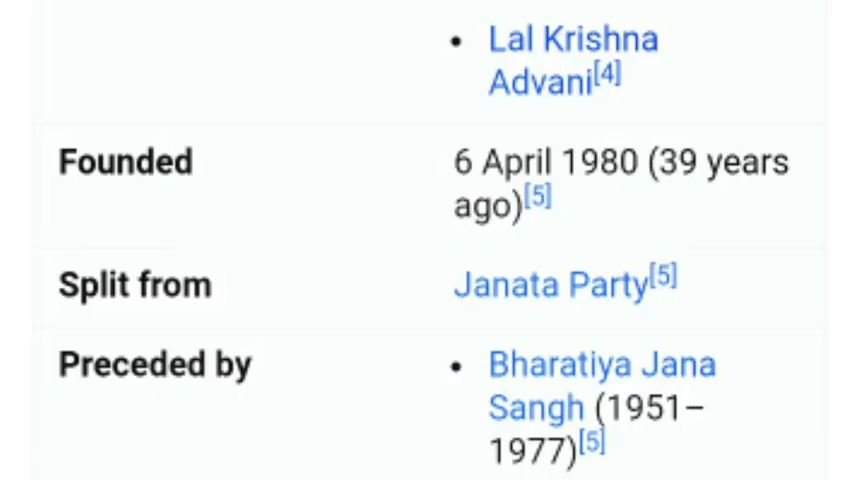 • Lal Krishna
Advani[4]
Founded 6 April 1980 (39 years
ago)[5]
Split from Janata Party[5]
Preceded by • Bharatiya Jana
Sangh (1951–
1977)[5]